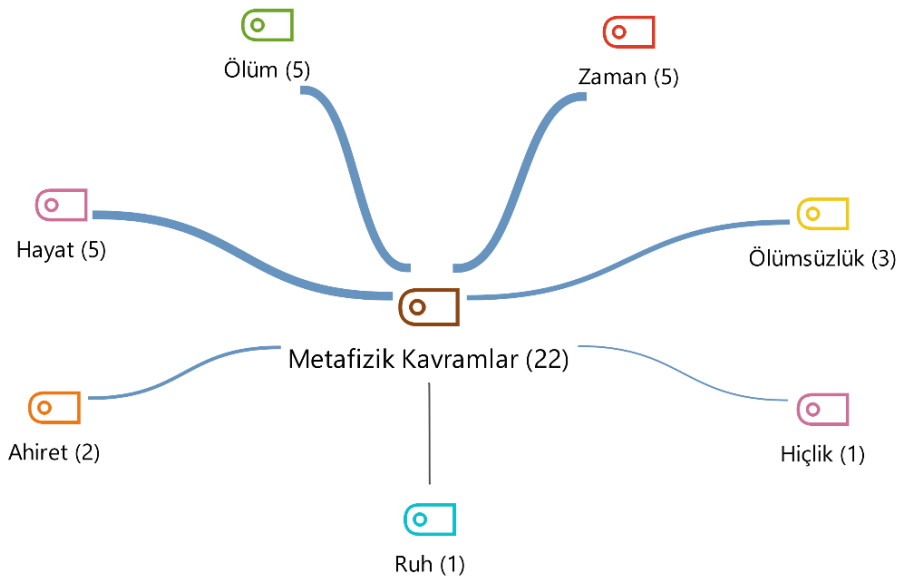 Ölüm (5)
Zaman (5)
Hayat (5)
Ölümsüzlük (3)
Metafizik Kavramlar (22)
Ahiret (2)
Hiçlik (1)
Ruh (1)